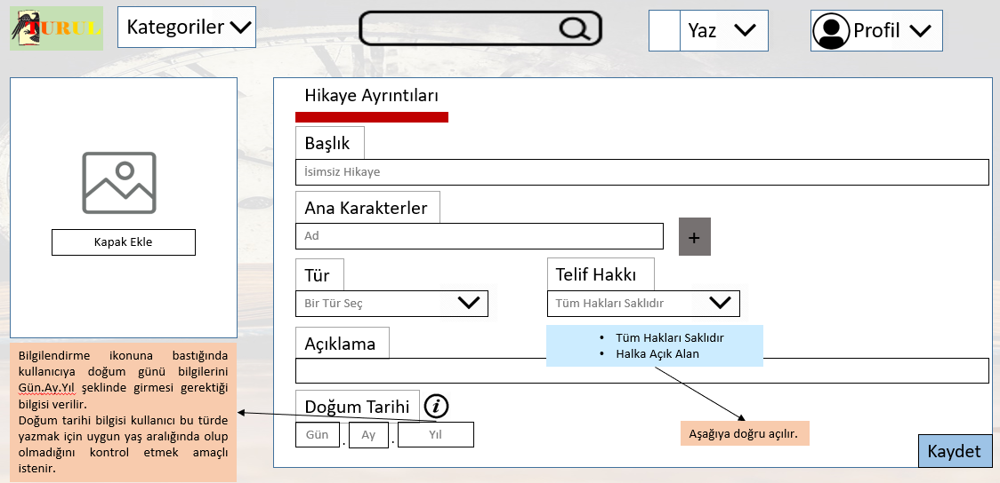 TURUL
Kategoriler
Yaz
Profil
Hikaye Ayrıntıları
Başlık
İsimsiz Hikaye
Ana Karakterler
Ad
+
Kapak Ekle
Tür
Telif Hakkı
Bir Tür Seç
Tüm Hakları Saklıdır
• Tüm Hakları Saklıdır
• Halka Açık Alan
Açıklama
Bilgilendirme ikonuna bastığında
kullanıcıya doğum günü bilgilerini
Gün.Ay.Yıl şeklinde girmesi gerektiği
bilgisi verilir.
Doğum tarihi bilgisi kullanıcı bu türde
yazmak için uygun yaş aralığında olup
olmadığını kontrol etmek amaçlı
istenir.
Doğum Tarihi i
Gün . Ay . Yıl
Aşağıya doğru açılır.
Kaydet